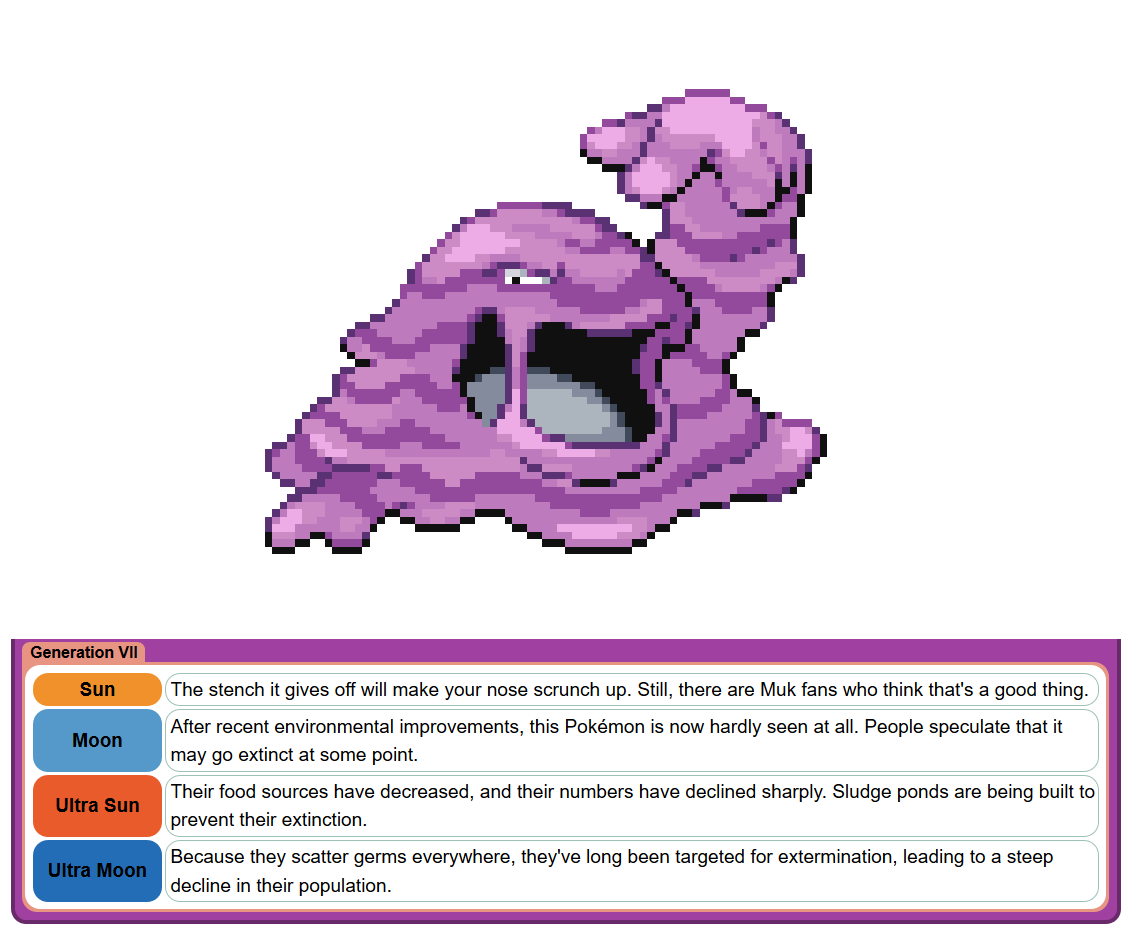 Generation VII
Sun
The stench it gives off will make your nose scrunch up. Still, there are Muk fans who think that's a good thing.
Moon
After recent environmental improvements, this Pokémon is now hardly seen at all. People speculate that it
may go extinct at some point.
Ultra Sun
Their food sources have decreased, and their numbers have declined sharply. Sludge ponds are being built to
prevent their extinction.
Ultra Moon
Because they scatter germs everywhere, they've long been targeted for extermination, leading to a steep
decline in their population.